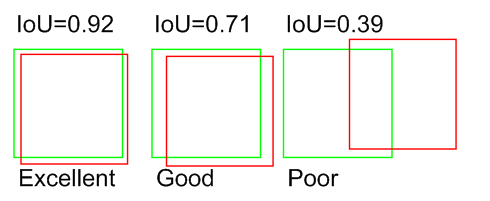 IoU=0.92 IoU=0.71 IoU=0.39
Excellent Good Poor